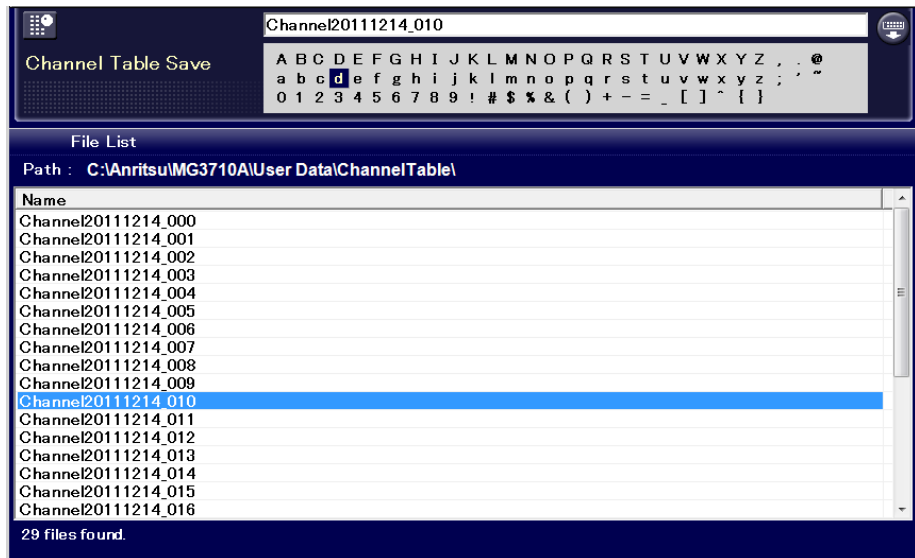 Channel20111214_010
Channel Table Save
A B C D E F G H I J K L M N O P Q R S T U V W X Y Z , . @
a b c d e f g h i j k l m n o p q r s t u v w x y z ; ' ~
0 1 2 3 4 5 6 7 8 9 ! # $ % & ( ) + - = _ [ ] ^ { }
File List
Path : C:\Anritsu\MG3710A\User Data\ChannelTable\
Name
Channel20111214_000
Channel20111214_001
Channel20111214_002
Channel20111214_003
Channel20111214_004
Channel20111214_005
Channel20111214_006
Channel20111214_007
Channel20111214_008
Channel20111214_009
Channel20111214_010
Channel20111214_011
Channel20111214_012
Channel20111214_013
Channel20111214_014
Channel20111214_015
Channel20111214_016
29 files found.